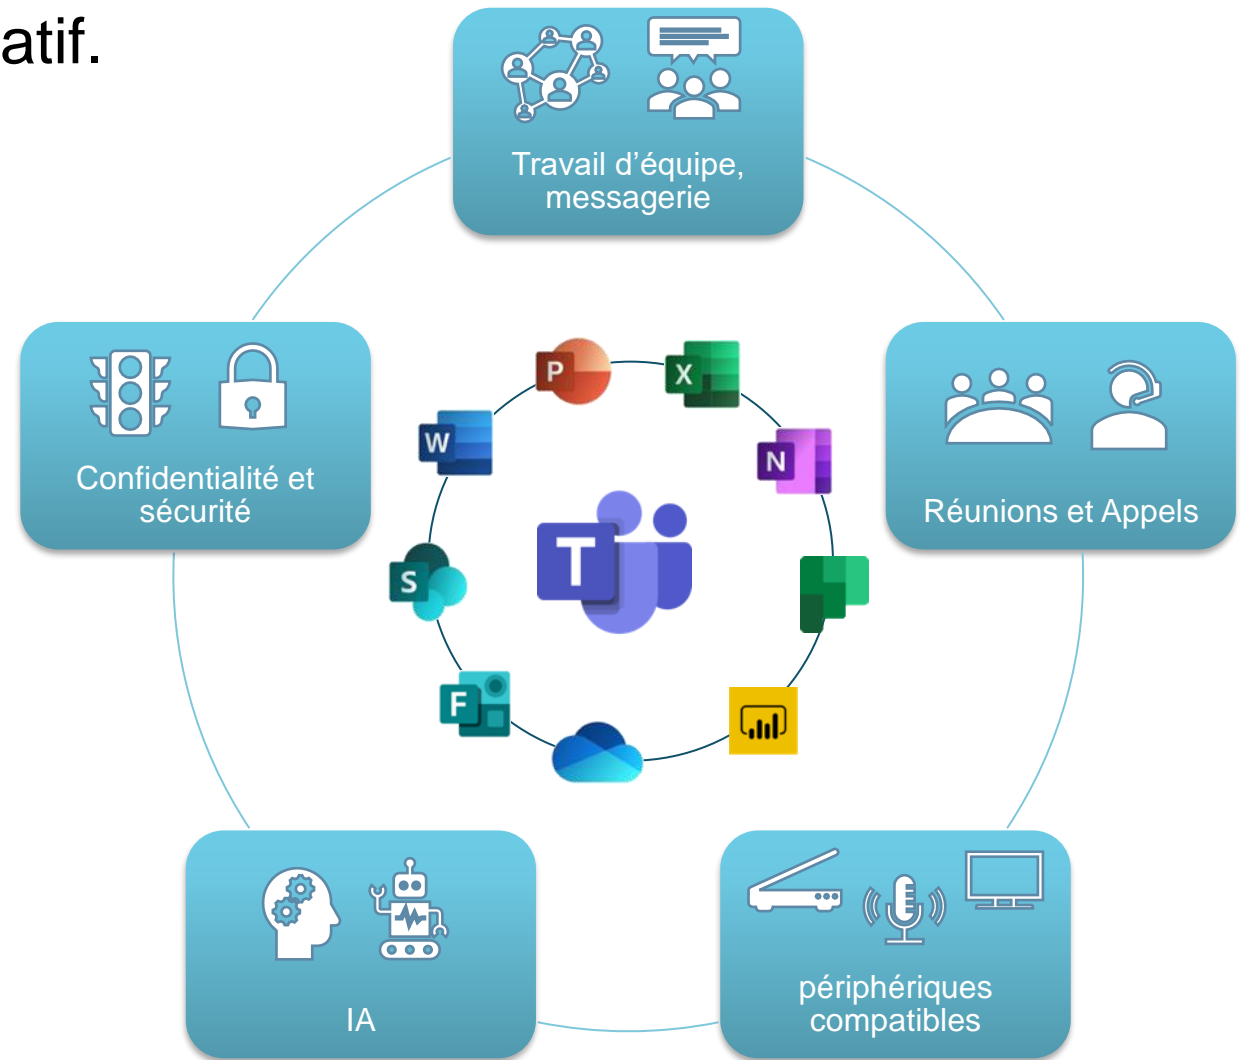 atif.
Travail d’équipe,
messagerie
Confidentialité et
sécurité
Réunions et Appels
P
X
W
N
T
S
F
IA
périphériques
compatibles